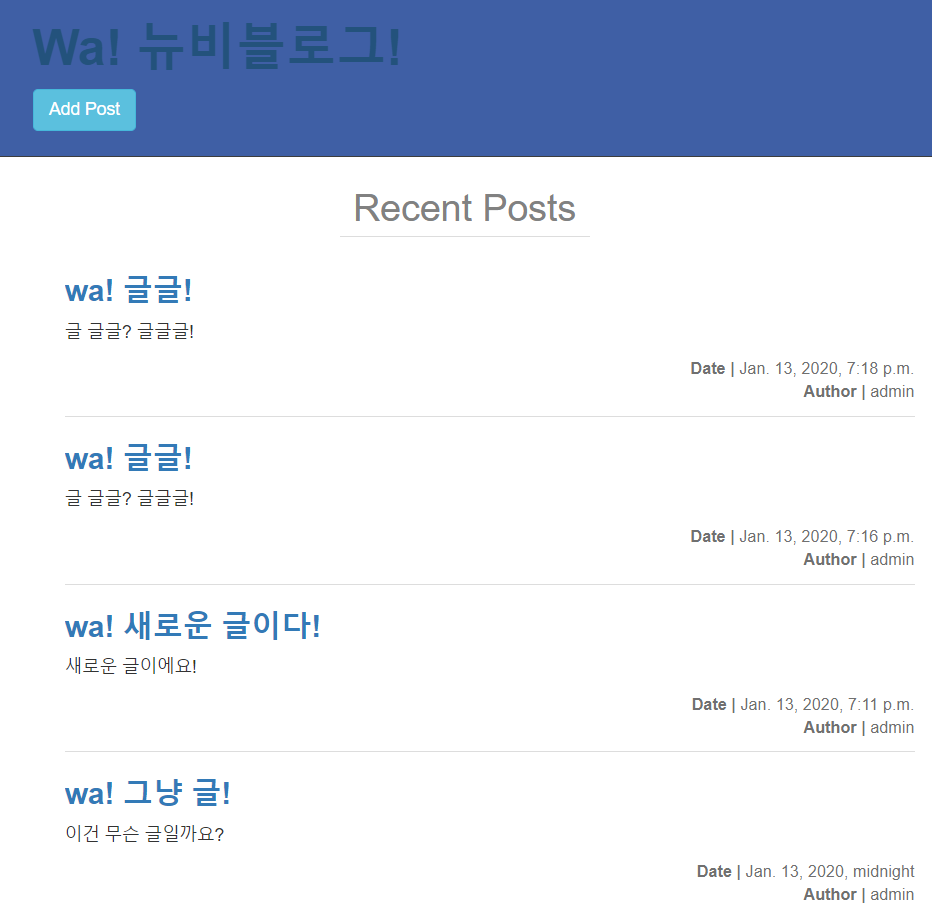 Wa! 뉴비블로그!
Add Post
Recent Posts
wa! 글글!
글 글글? 글글글!
Date | Jan. 13, 2020, 7:18 p.m.
Author | admin
wa! 글글!
글 글글? 글글글!
Date | Jan. 13, 2020, 7:16 p.m.
Author | admin
wa! 새로운 글이다!
새로운 글이에요!
Date | Jan. 13, 2020, 7:11 p.m.
Author | admin
wa! 그냥 글!
이건 무슨 글일까요?
Date | Jan. 13, 2020, midnight
Author | admin